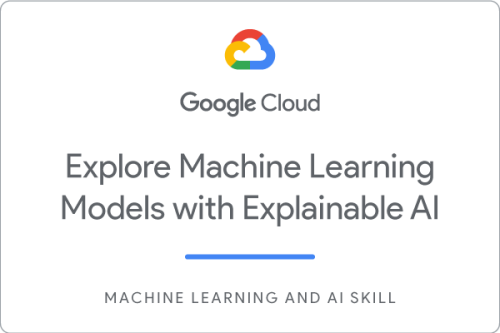 Google Cloud
Explore Machine Learning
Models with Explainable AI
MACHINE LEARNING AND AI SKILL